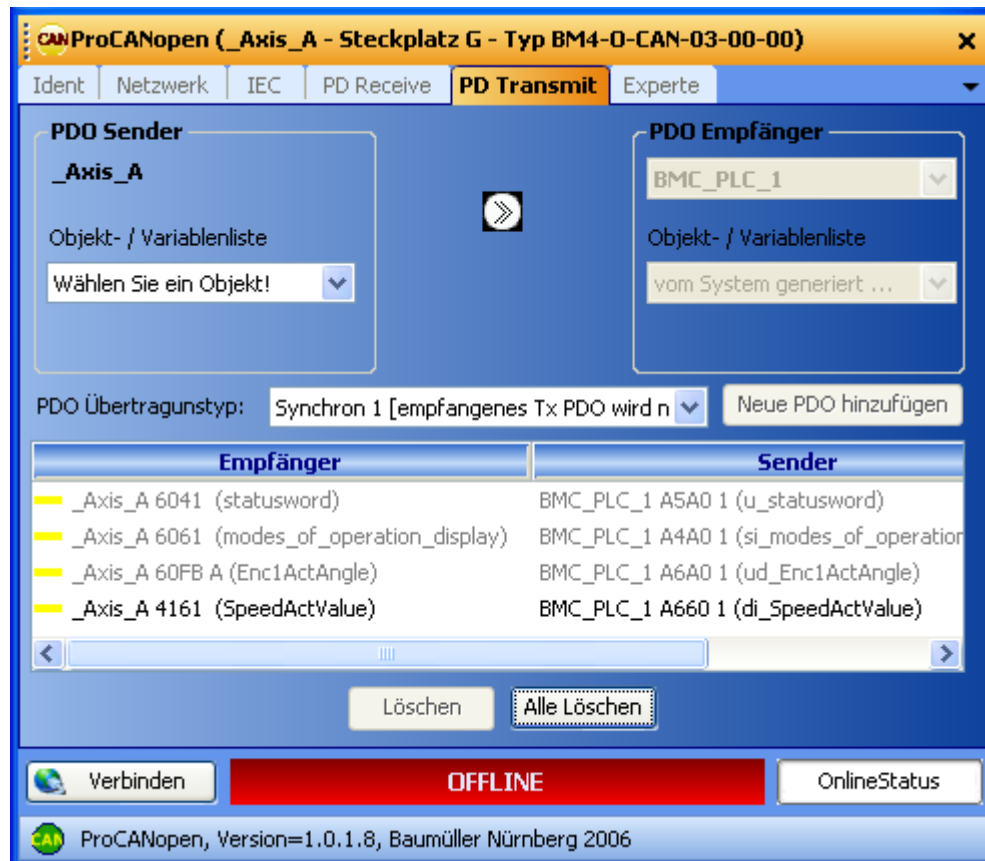 CAN ProCANopen (_Axis_A - Steckplatz G - Typ BM4-O-CAN-03-00-00)
Ident Netzwerk IEC PD Receive PD Transmit Experte
PDO Sender
_Axis_A
Objekt- / Variablenliste
Wählen Sie ein Objekt!
PDO Empfänger
BMC_PLC_1
Objekt- / Variablenliste
vom System generiert ...
PDO Übertragunstyp: Synchron 1 [empfangenes Tx PDO wird n Neue PDO hinzufügen
Empfänger Sender
_Axis_A 6041 (statusword) BMC_PLC_1 A5A0 1 (u_statusword)
_Axis_A 6061 (modes_of_operation_display) BMC_PLC_1 A4A0 1 (si_modes_of_operation
_Axis_A 60FB A (Enc1ActAngle) BMC_PLC_1 A6A0 1 (ud_Enc1ActAngle)
_Axis_A 4161 (SpeedActValue) BMC_PLC_1 A660 1 (di_SpeedActValue)
Löschen Alle Löschen
Verbinden OFFLINE OnlineStatus
CAN ProCANopen, Version=1.0.1.8, Baumüller Nürnberg 2006